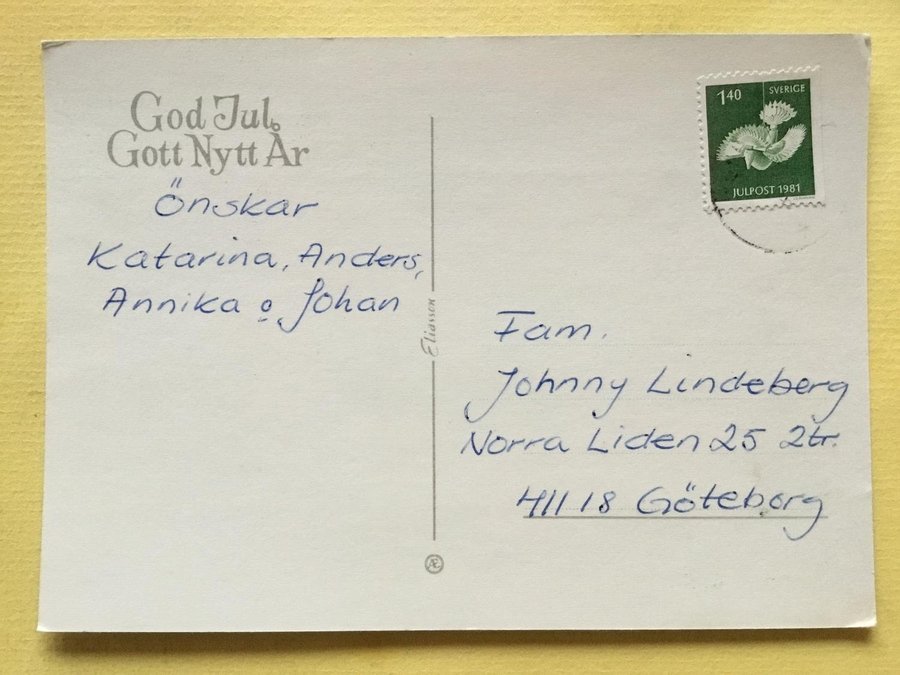 God Jul,
Gott Nytt År
Önskar
Katarina, Anders,
Annika o Johan
Eliasson
Æ
1.40 SVERIGE
JULPOST 1981
Fam.
Johnny Lindeberg
Norra Liden 25 2tr.
411 18 Göteborg